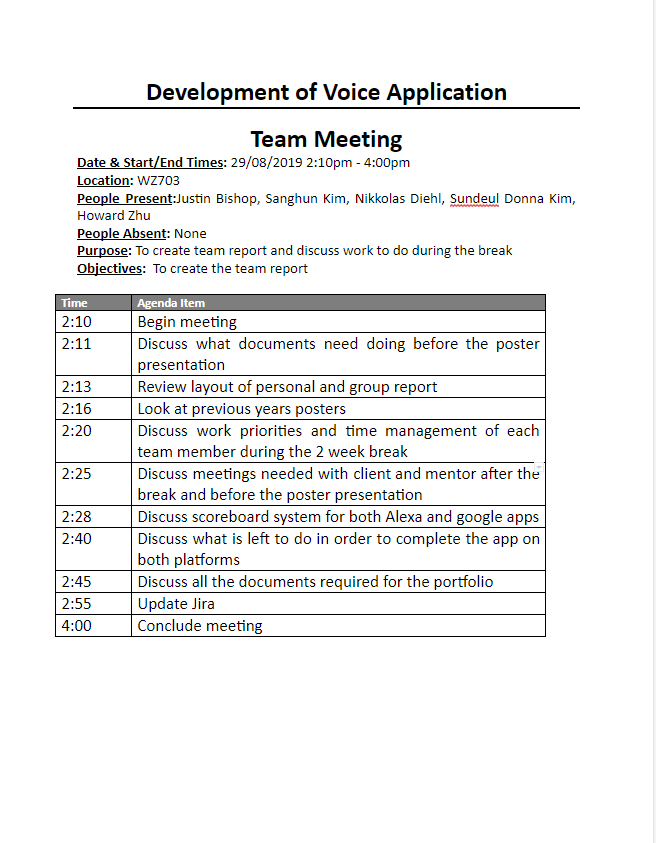 Development of Voice Application
Team Meeting
Date & Start/End Times: 29/08/2019 2:10pm - 4:00pm
Location: WZ703
People Present:Justin Bishop, Sanghun Kim, Nikkolas Diehl, Sundeul Donna Kim,
Howard Zhu
People Absent: None
Purpose: To create team report and discuss work to do during the break
Objectives: To create the team report
Time Agenda Item
2:10 Begin meeting
2:11 Discuss what documents need doing before the poster
presentation
2:13 Review layout of personal and group report
2:16 Look at previous years posters
2:20 Discuss work priorities and time management of each
team member during the 2 week break
2:25 Discuss meetings needed with client and mentor after the
break and before the poster presentation
2:28 Discuss scoreboard system for both Alexa and google apps
2:40 Discuss what is left to do in order to complete the app on
both platforms
2:45 Discuss all the documents required for the portfolio
2:55 Update Jira
4:00 Conclude meeting